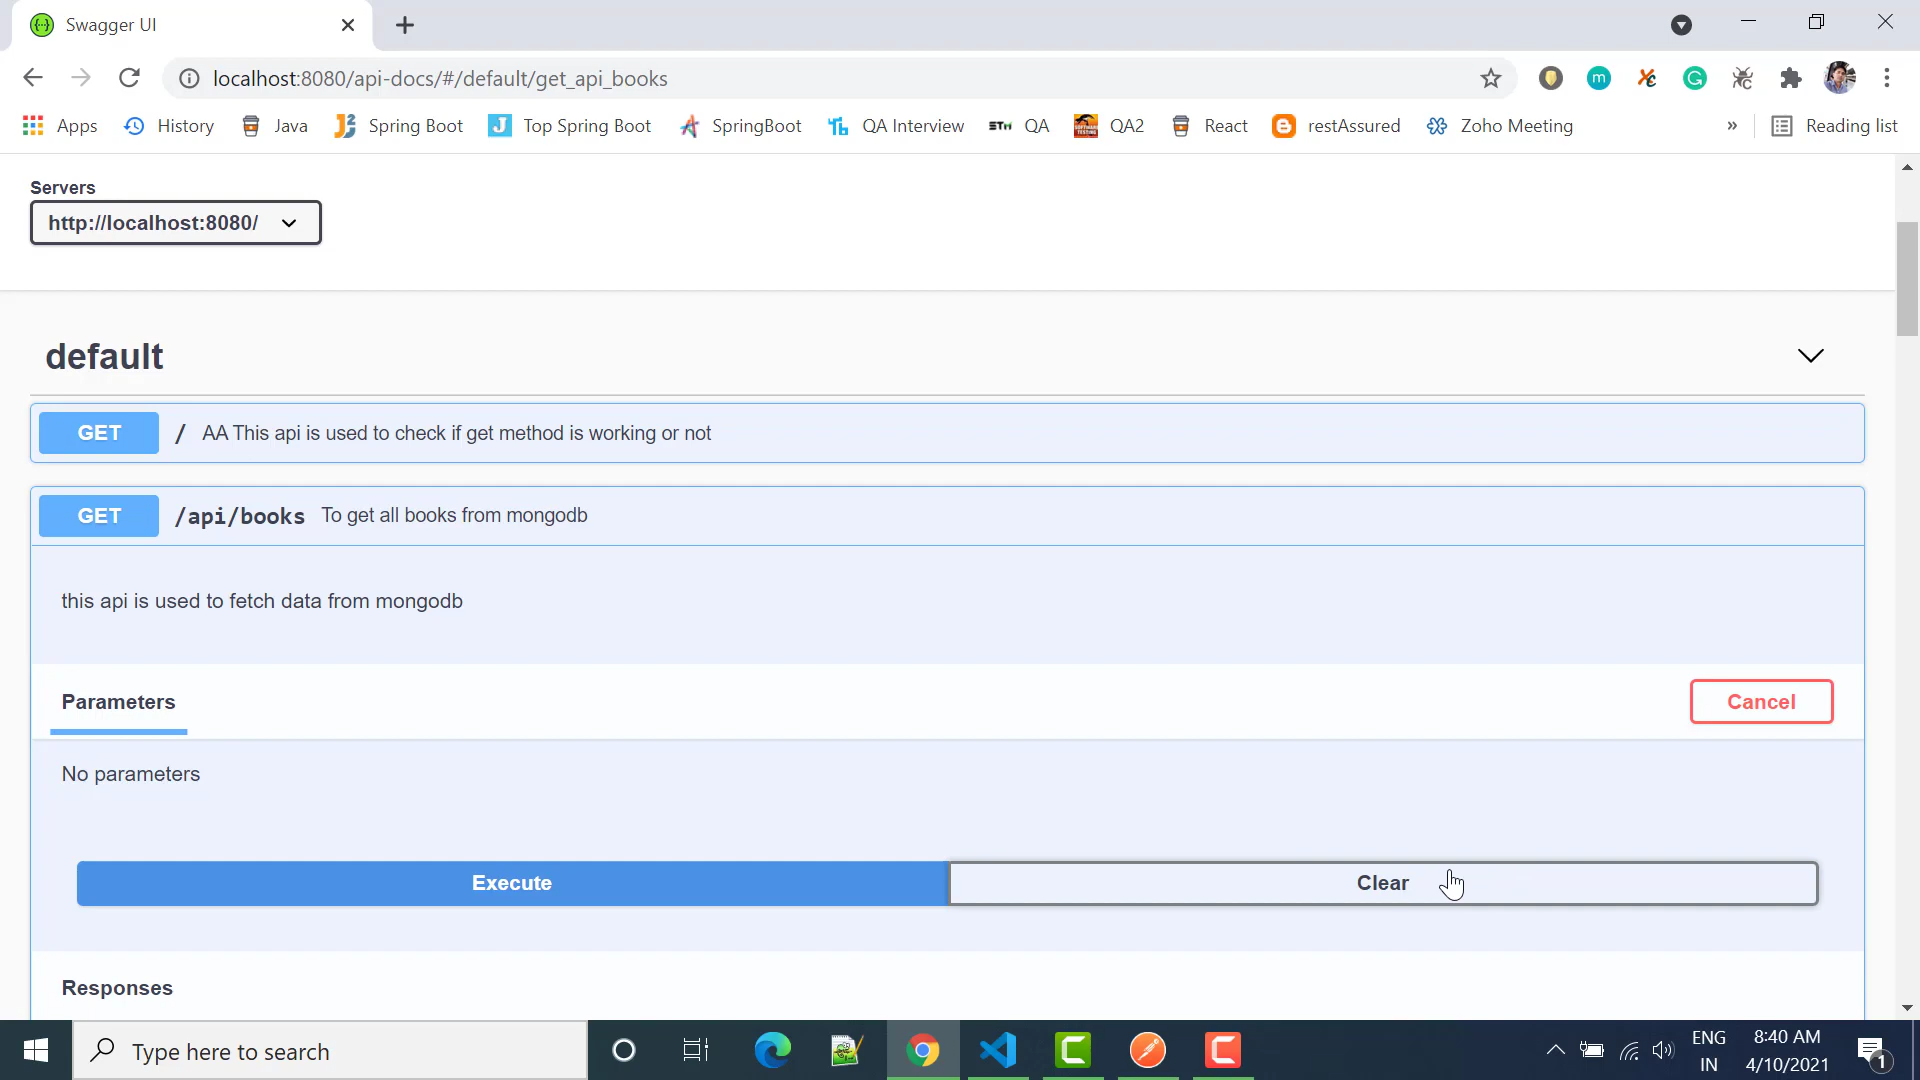 Swagger UI
localhost:8080/api-docs/#/default/get_api_books
Apps History Java Spring Boot Top Spring Boot SpringBoot QA Interview QA QA2 React restAssured Zoho Meeting » Reading list
Servers
http://localhost:8080/
default
GET / AA This api is used to check if get method is working or not
GET /api/books To get all books from mongodb
this api is used to fetch data from mongodb
Parameters
Cancel
No parameters
Execute
Clear
Responses
Type here to search
ENG
IN
8:40 AM
4/10/2021
1